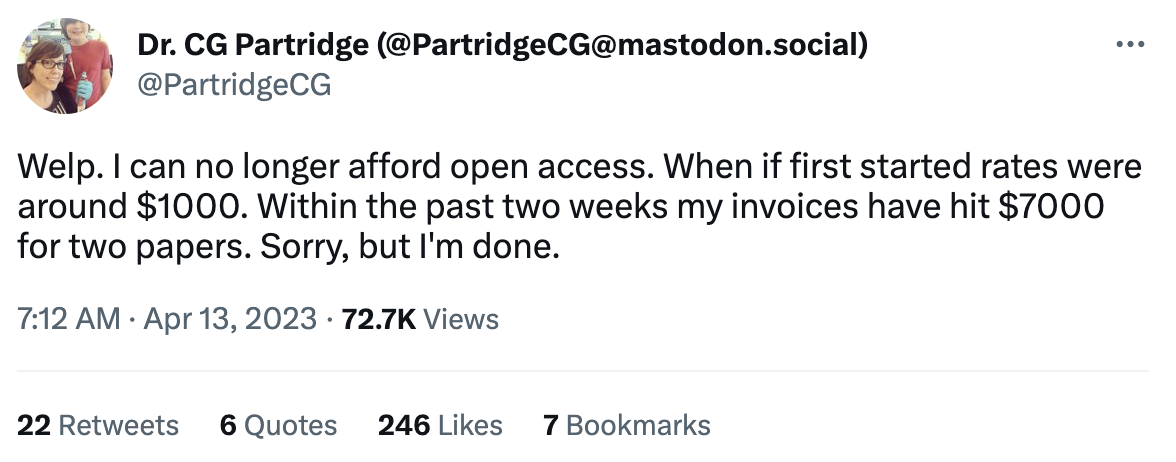 Dr. CG Partridge (@PartridgeCG@mastodon.social)
@PartridgeCG
Welp. I can no longer afford open access. When if first started rates were
around $1000. Within the past two weeks my invoices have hit $7000
for two papers. Sorry, but I'm done.
7:12 AM · Apr 13, 2023 · 72.7K Views
22 Retweets 6 Quotes 246 Likes 7 Bookmarks